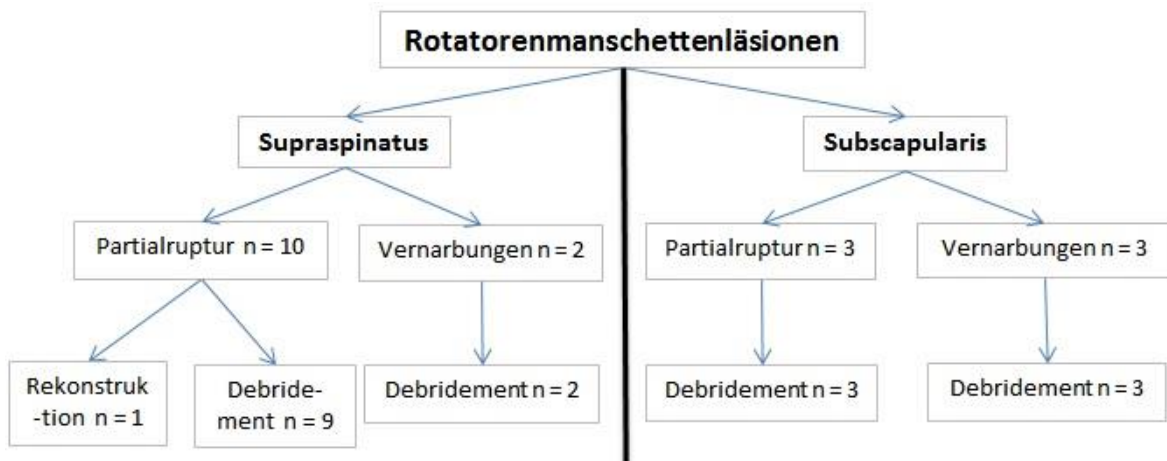 Rotatorenmanschettenläsionen
Supraspinatus
Subscapularis
Partialruptur n = 10
Vernarbungen n = 2
Partialruptur n = 3
Vernarbungen n = 3
Rekonstruk
-tion n = 1
Debride-
ment n = 9
Debridement n = 2
Debridement n = 3
Debridement n = 3